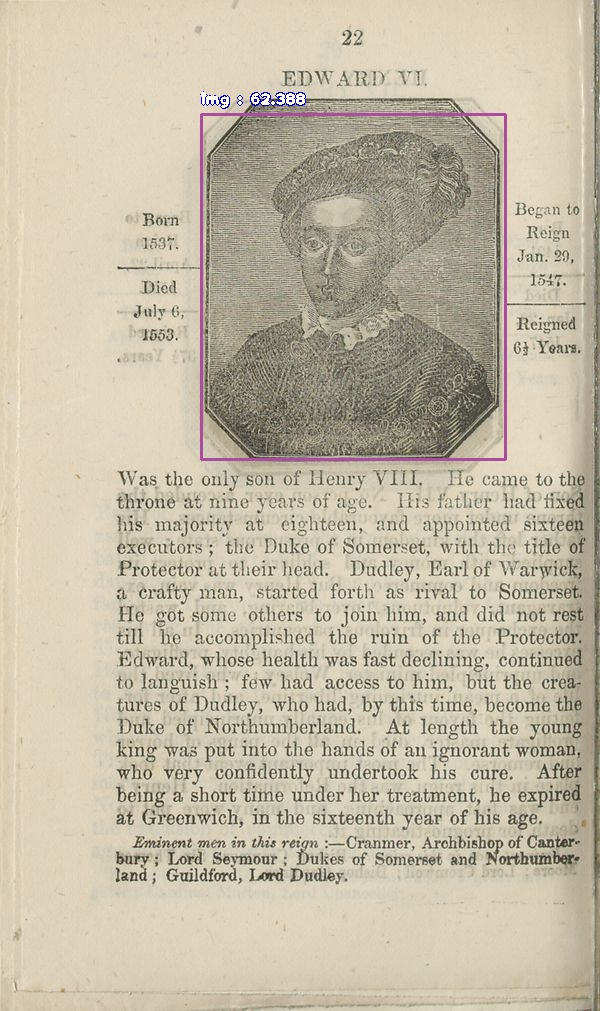 22
EDWARD VI.
img : 62.388
Born
1537.
Died
July 6,
1553.
Began to
Reign
Jan. 29,
1547.
Reigned
6½ Years.
Was the only son of Henry VIII. He came to the
throne at nine years of age. His father had fixed
his majority at eighteen, and appointed sixteen
executors ; the Duke of Somerset, with the title of
Protector at their head. Dudley, Earl of Warwick,
a crafty man, started forth as rival to Somerset.
He got some others to join him, and did not rest
till he accomplished the ruin of the Protector.
Edward, whose health was fast declining, continued
to languish ; few had access to him, but the crea-
tures of Dudley, who had, by this time, become the
Duke of Northumberland. At length the young
king was put into the hands of an ignorant woman,
who very confidently undertook his cure. After
being a short time under her treatment, he expired
at Greenwich, in the sixteenth year of his age.
Eminent men in this reign :—Cranmer, Archbishop of Canter-
bury ; Lord Seymour ; Dukes of Somerset and Northumber-
land ; Guildford, Lord Dudley.